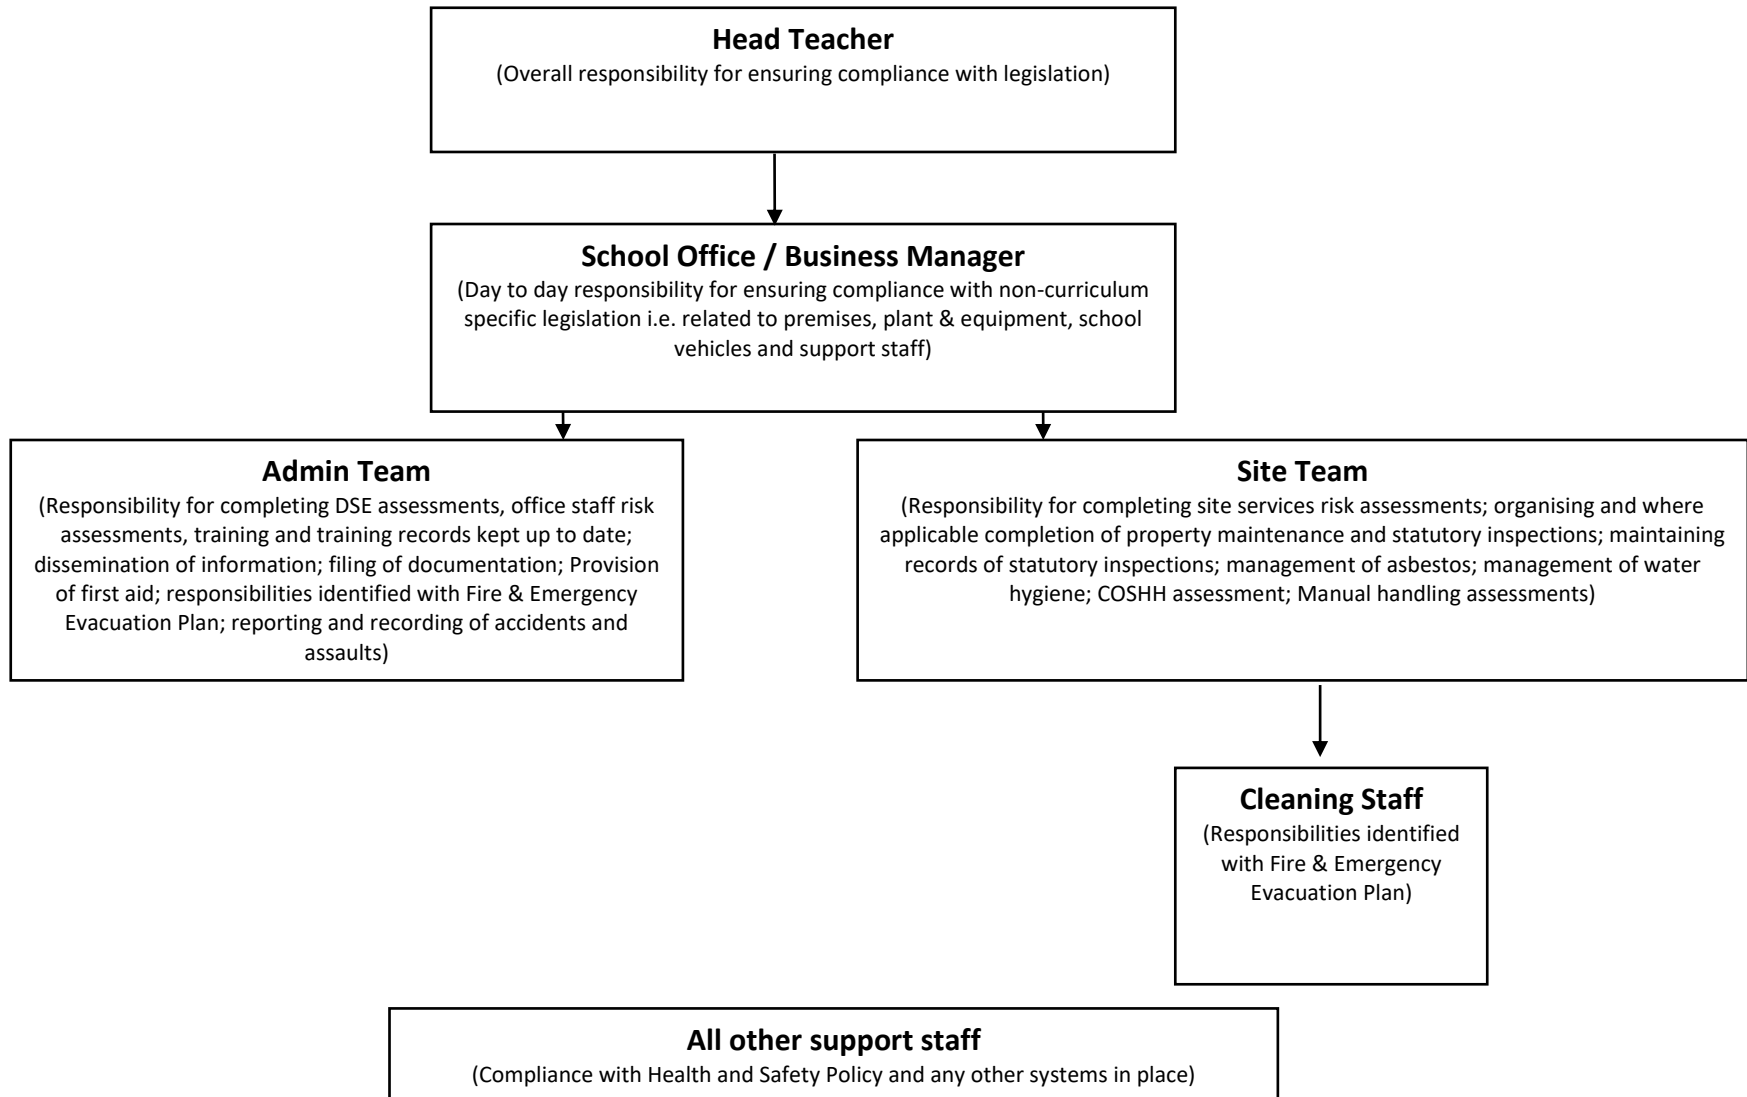 Head Teacher
(Overall responsibility for ensuring compliance with legislation)
School Office / Business Manager
(Day to day responsibility for ensuring compliance with non-curriculum
specific legislation i.e. related to premises, plant & equipment, school
vehicles and support staff)
Admin Team
(Responsibility for completing DSE assessments, office staff risk
assessments, training and training records kept up to date;
dissemination of information; filing of documentation; Provision
of first aid; responsibilities identified with Fire & Emergency
Evacuation Plan; reporting and recording of accidents and
assaults)
Site Team
(Responsibility for completing site services risk assessments; organising and where
applicable completion of property maintenance and statutory inspections; maintaining
records of statutory inspections; management of asbestos; management of water
hygiene; COSHH assessment; Manual handling assessments)
Cleaning Staff
(Responsibilities identified
with Fire & Emergency
Evacuation Plan)
All other support staff
(Compliance with Health and Safety Policy and any other systems in place)